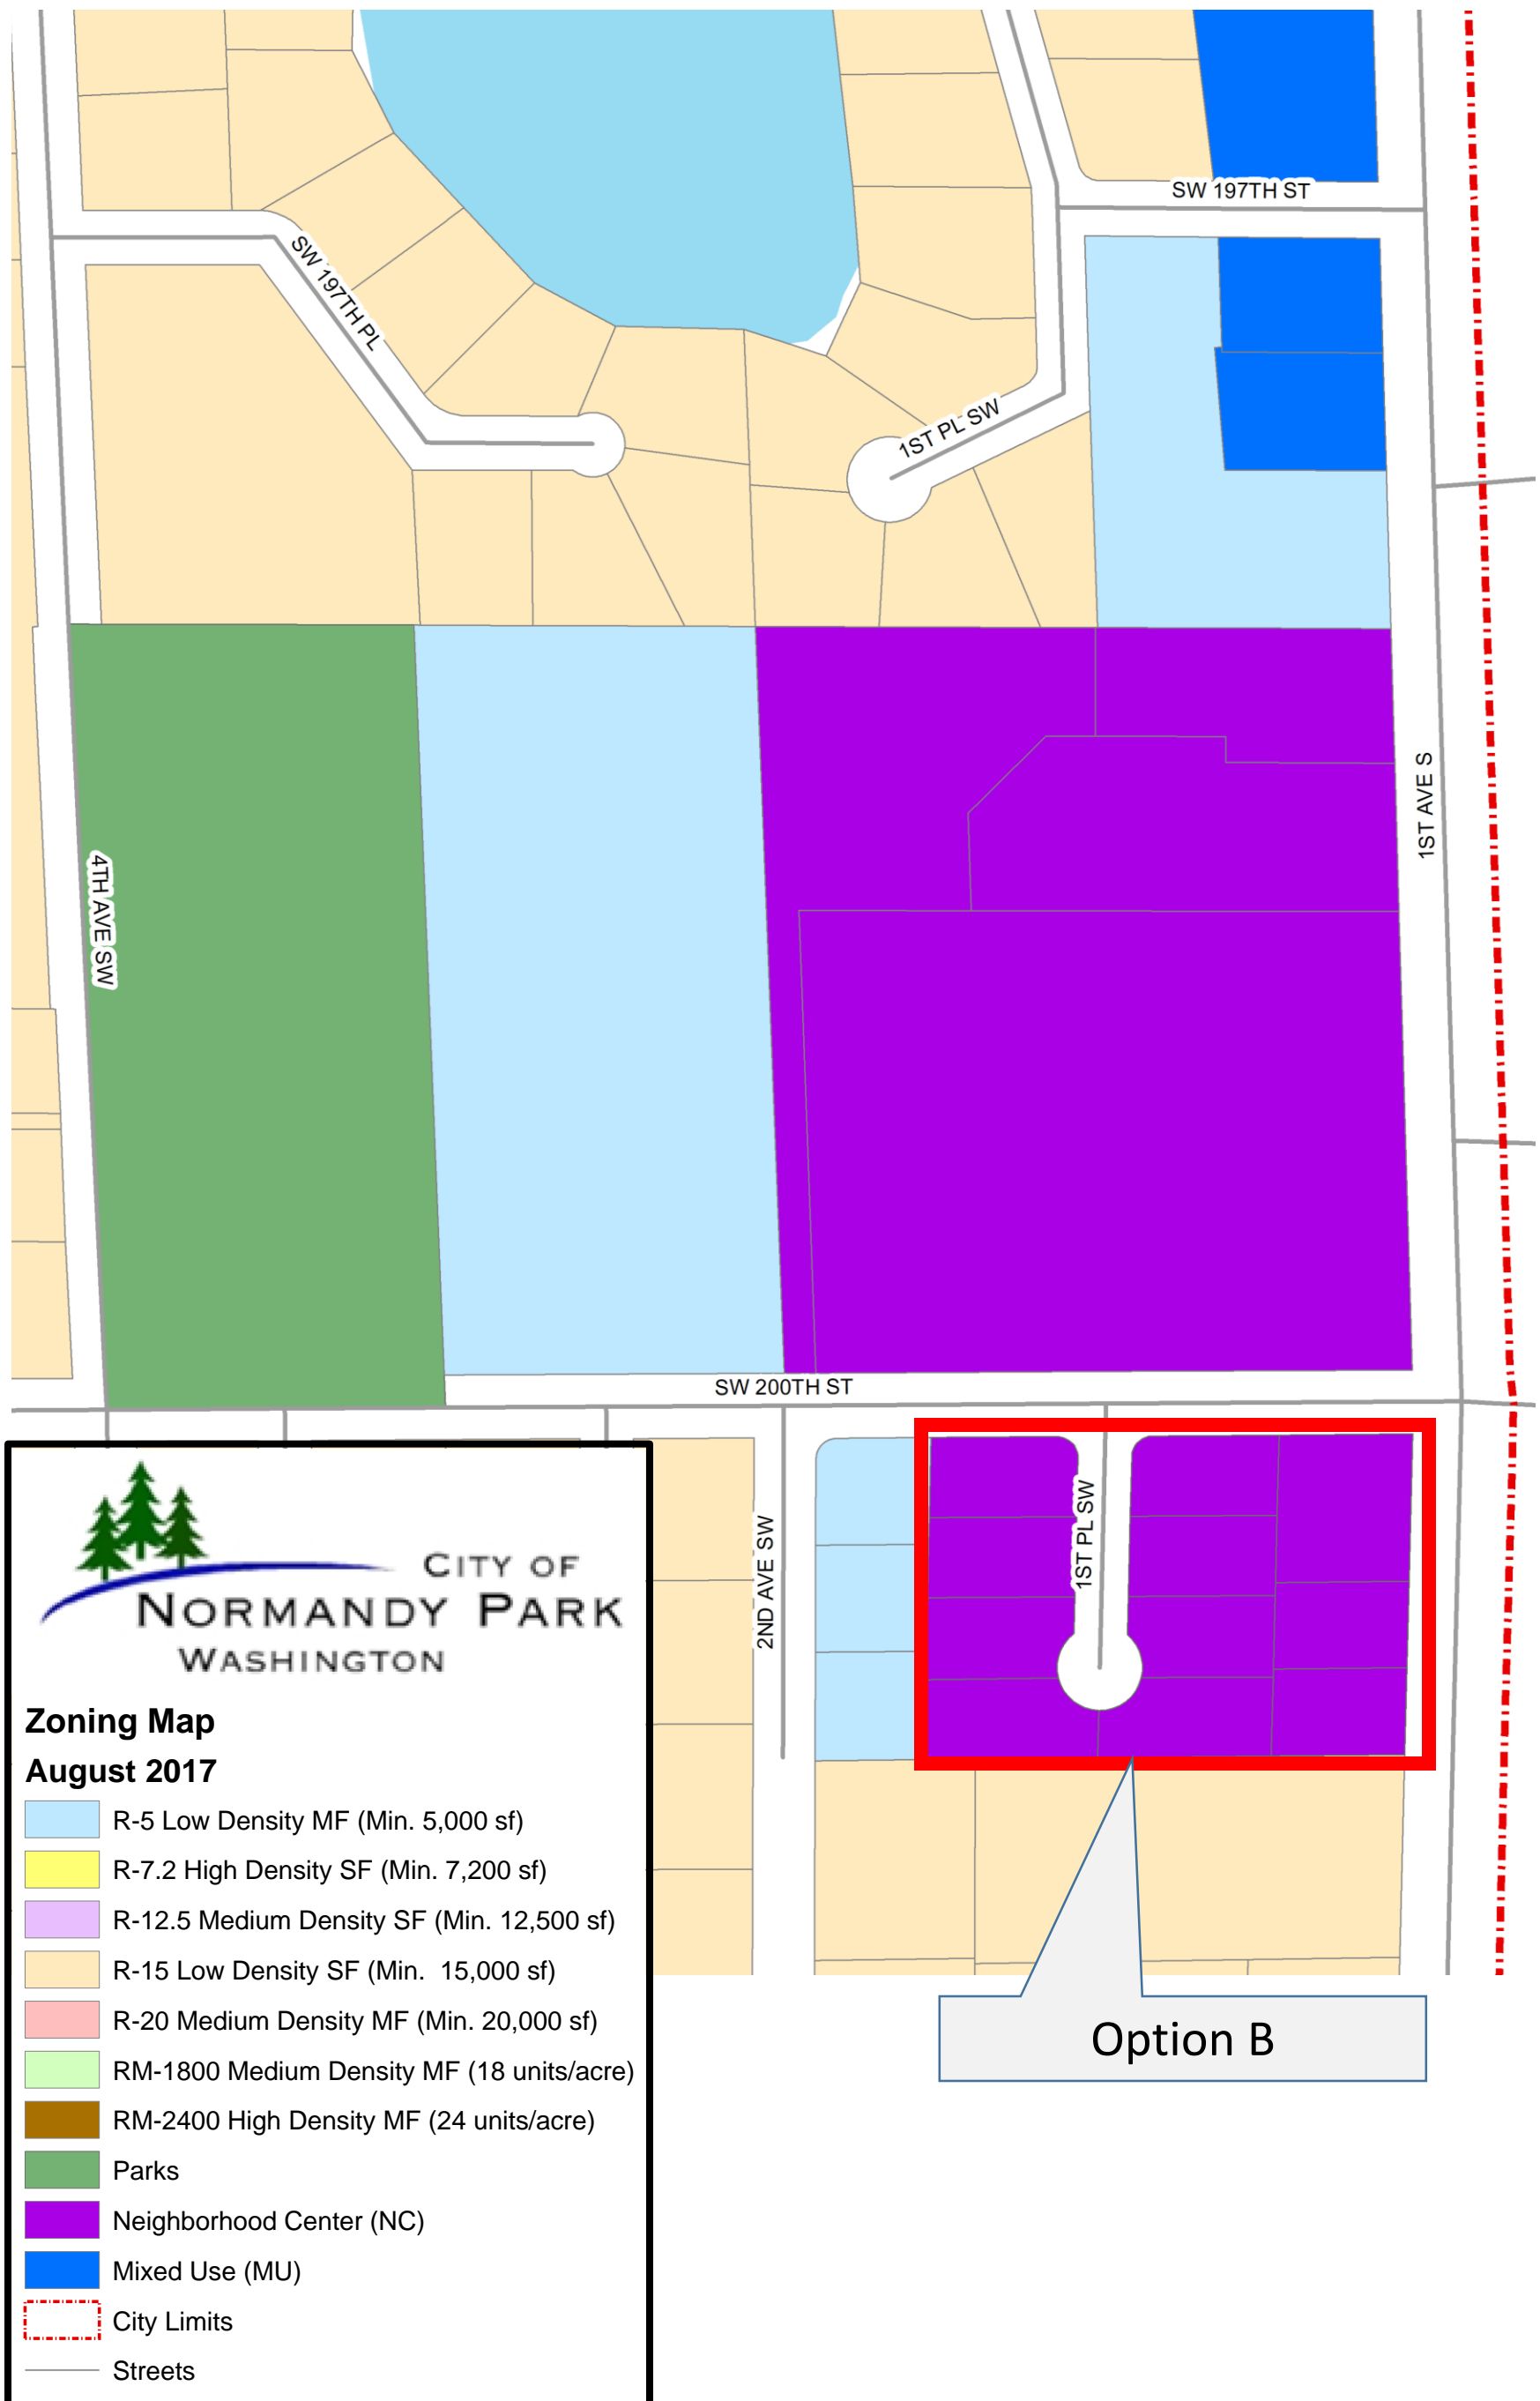 SW 197TH ST
SW 197TH PL
1ST PL SW
1ST AVE S
4TH AVE SW
SW 200TH ST
2ND AVE SW
1ST PL SW
CITY OF
NORMANDY PARK
WASHINGTON
Zoning Map
August 2017
R-5 Low Density MF (Min. 5,000 sf)
R-7.2 High Density SF (Min. 7,200 sf)
R-12.5 Medium Density SF (Min. 12,500 sf)
R-15 Low Density SF (Min.  15,000 sf)
R-20 Medium Density MF (Min. 20,000 sf)
RM-1800 Medium Density MF (18 units/acre)
RM-2400 High Density MF (24 units/acre)
Parks
Neighborhood Center (NC)
Mixed Use (MU)
City Limits
Streets
Option B